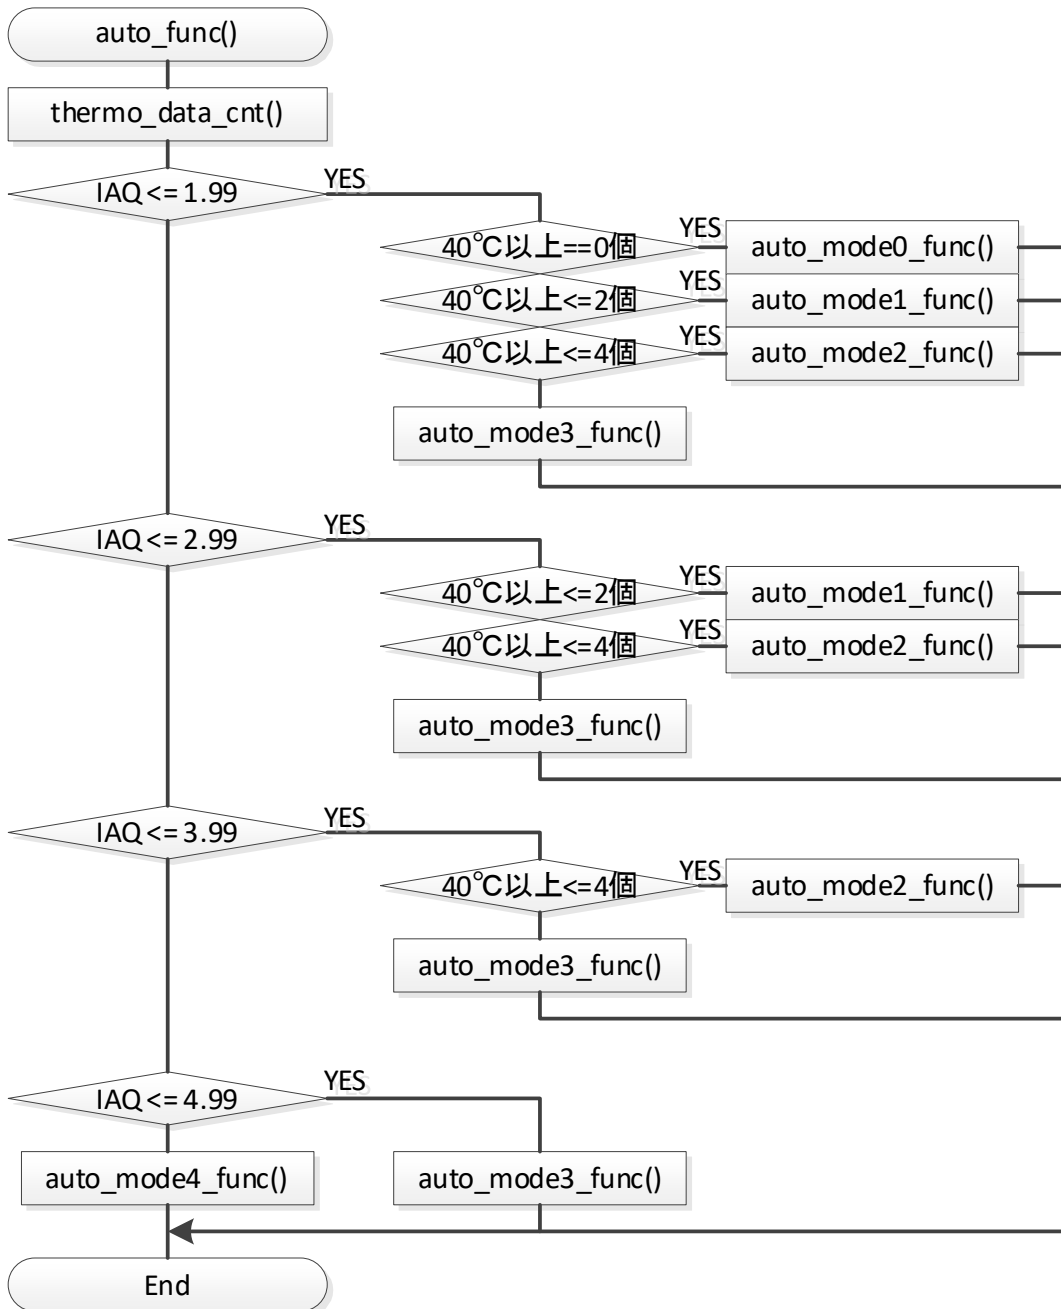 auto_func()
thermo_data_cnt()
IAQ <= 1.99
YES
40℃以上==0個
YES
auto_mode0_func()
40℃以上<=2個
YES
auto_mode1_func()
40℃以上<=4個
YES
auto_mode2_func()
auto_mode3_func()
IAQ <= 2.99
YES
40℃以上<=2個
YES
auto_mode1_func()
40℃以上<=4個
YES
auto_mode2_func()
auto_mode3_func()
IAQ <= 3.99
YES
40℃以上<=4個
YES
auto_mode2_func()
auto_mode3_func()
IAQ <= 4.99
YES
auto_mode4_func()
auto_mode3_func()
End